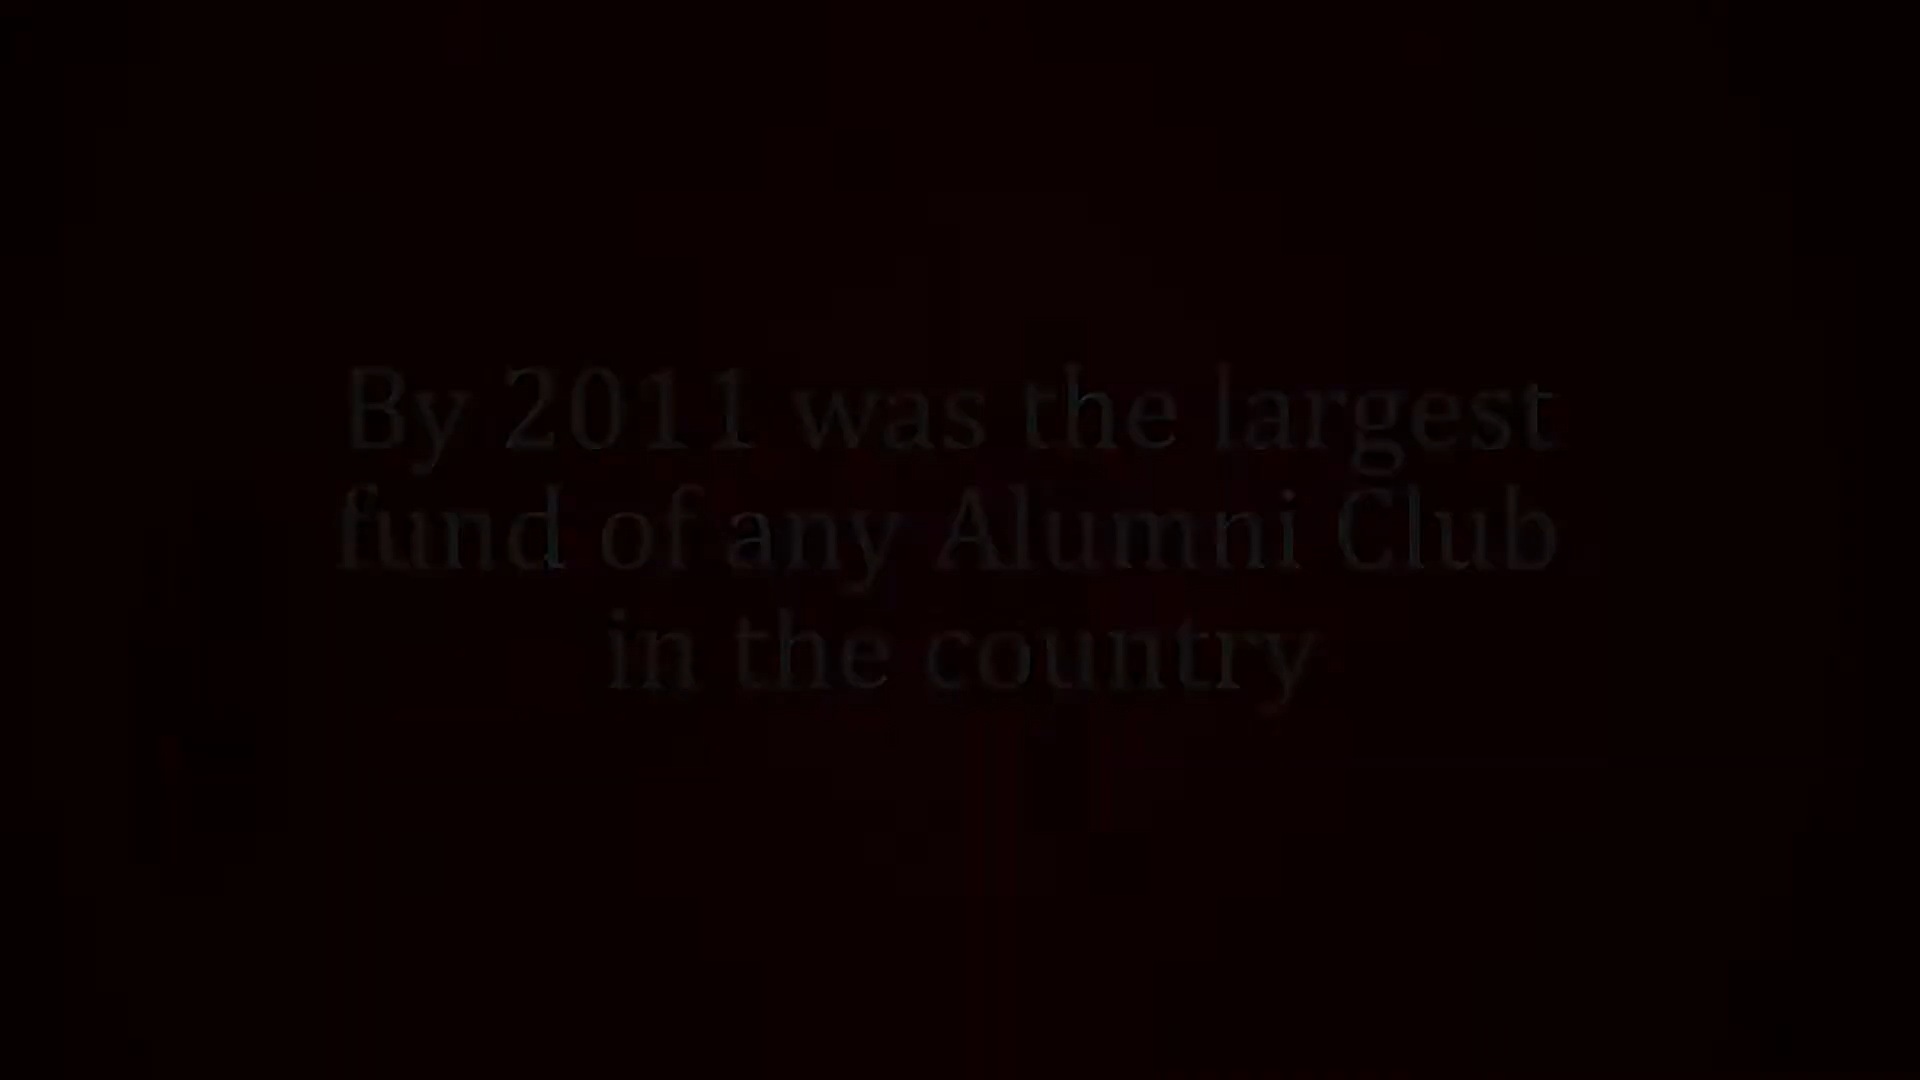 By 2011 was the largest
fund of any Alumni Club
in the country